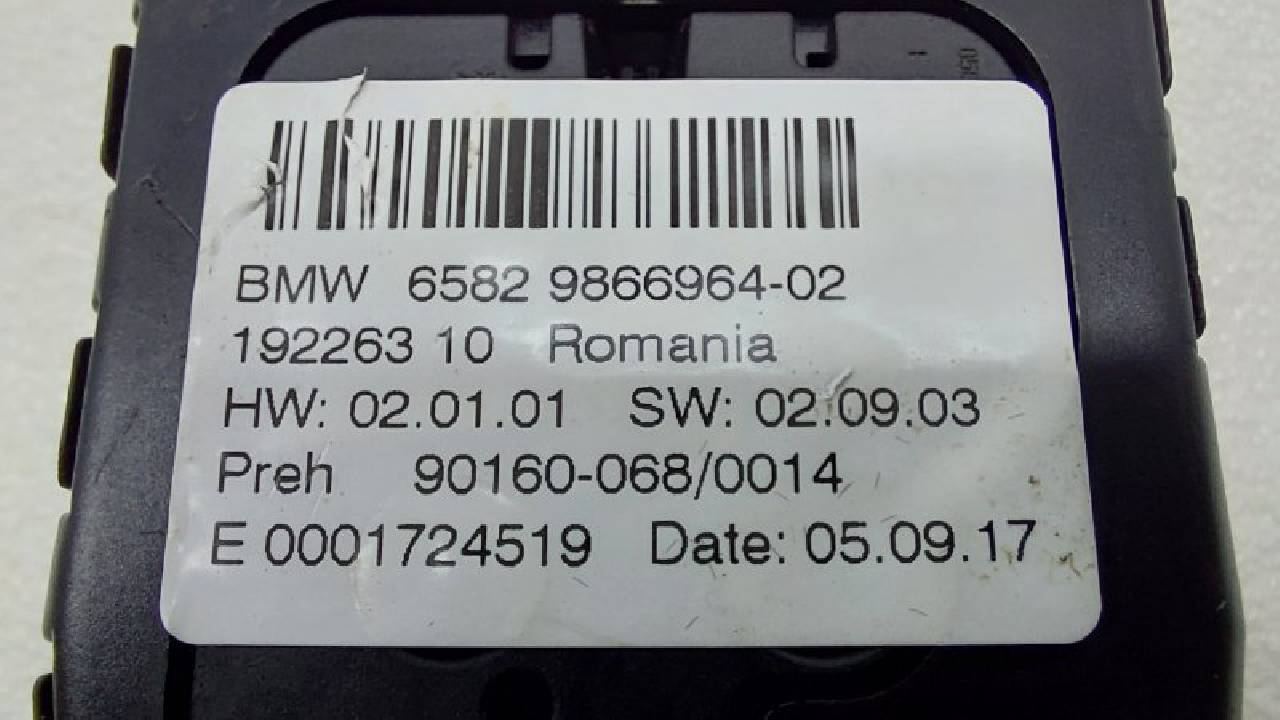 BMW 6582 9866964-02
192263 10 Romania
HW: 02.01.01 SW: 02.09.03
Preh 90160-068/0014
E 0001724519 Date: 05.09.17